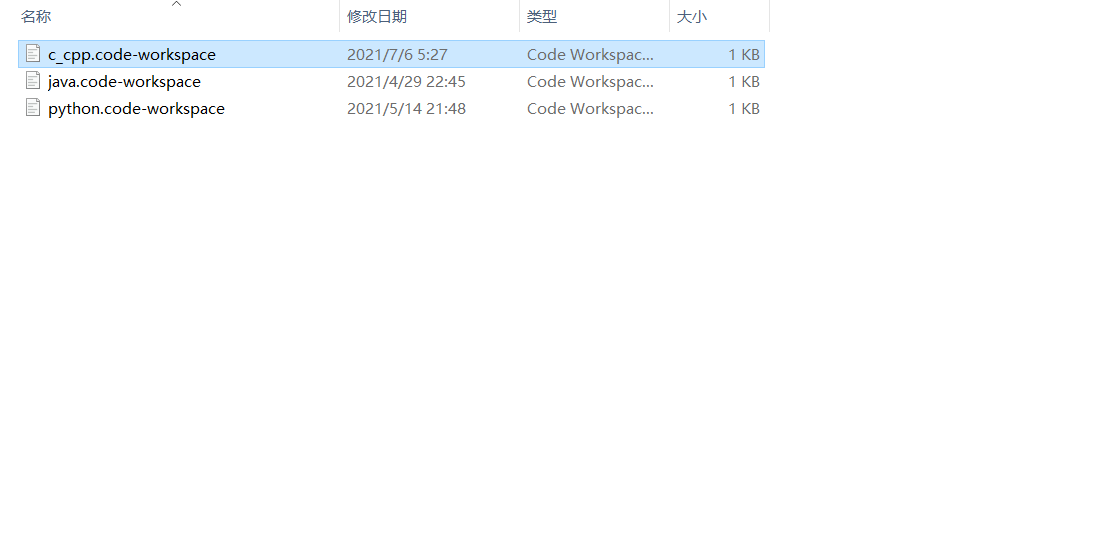 名称 修改日期 类型 大小
c_cpp.code-workspace 2021/7/6 5:27 Code Workspac... 1 KB
java.code-workspace 2021/4/29 22:45 Code Workspac... 1 KB
python.code-workspace 2021/5/14 21:48 Code Workspac... 1 KB